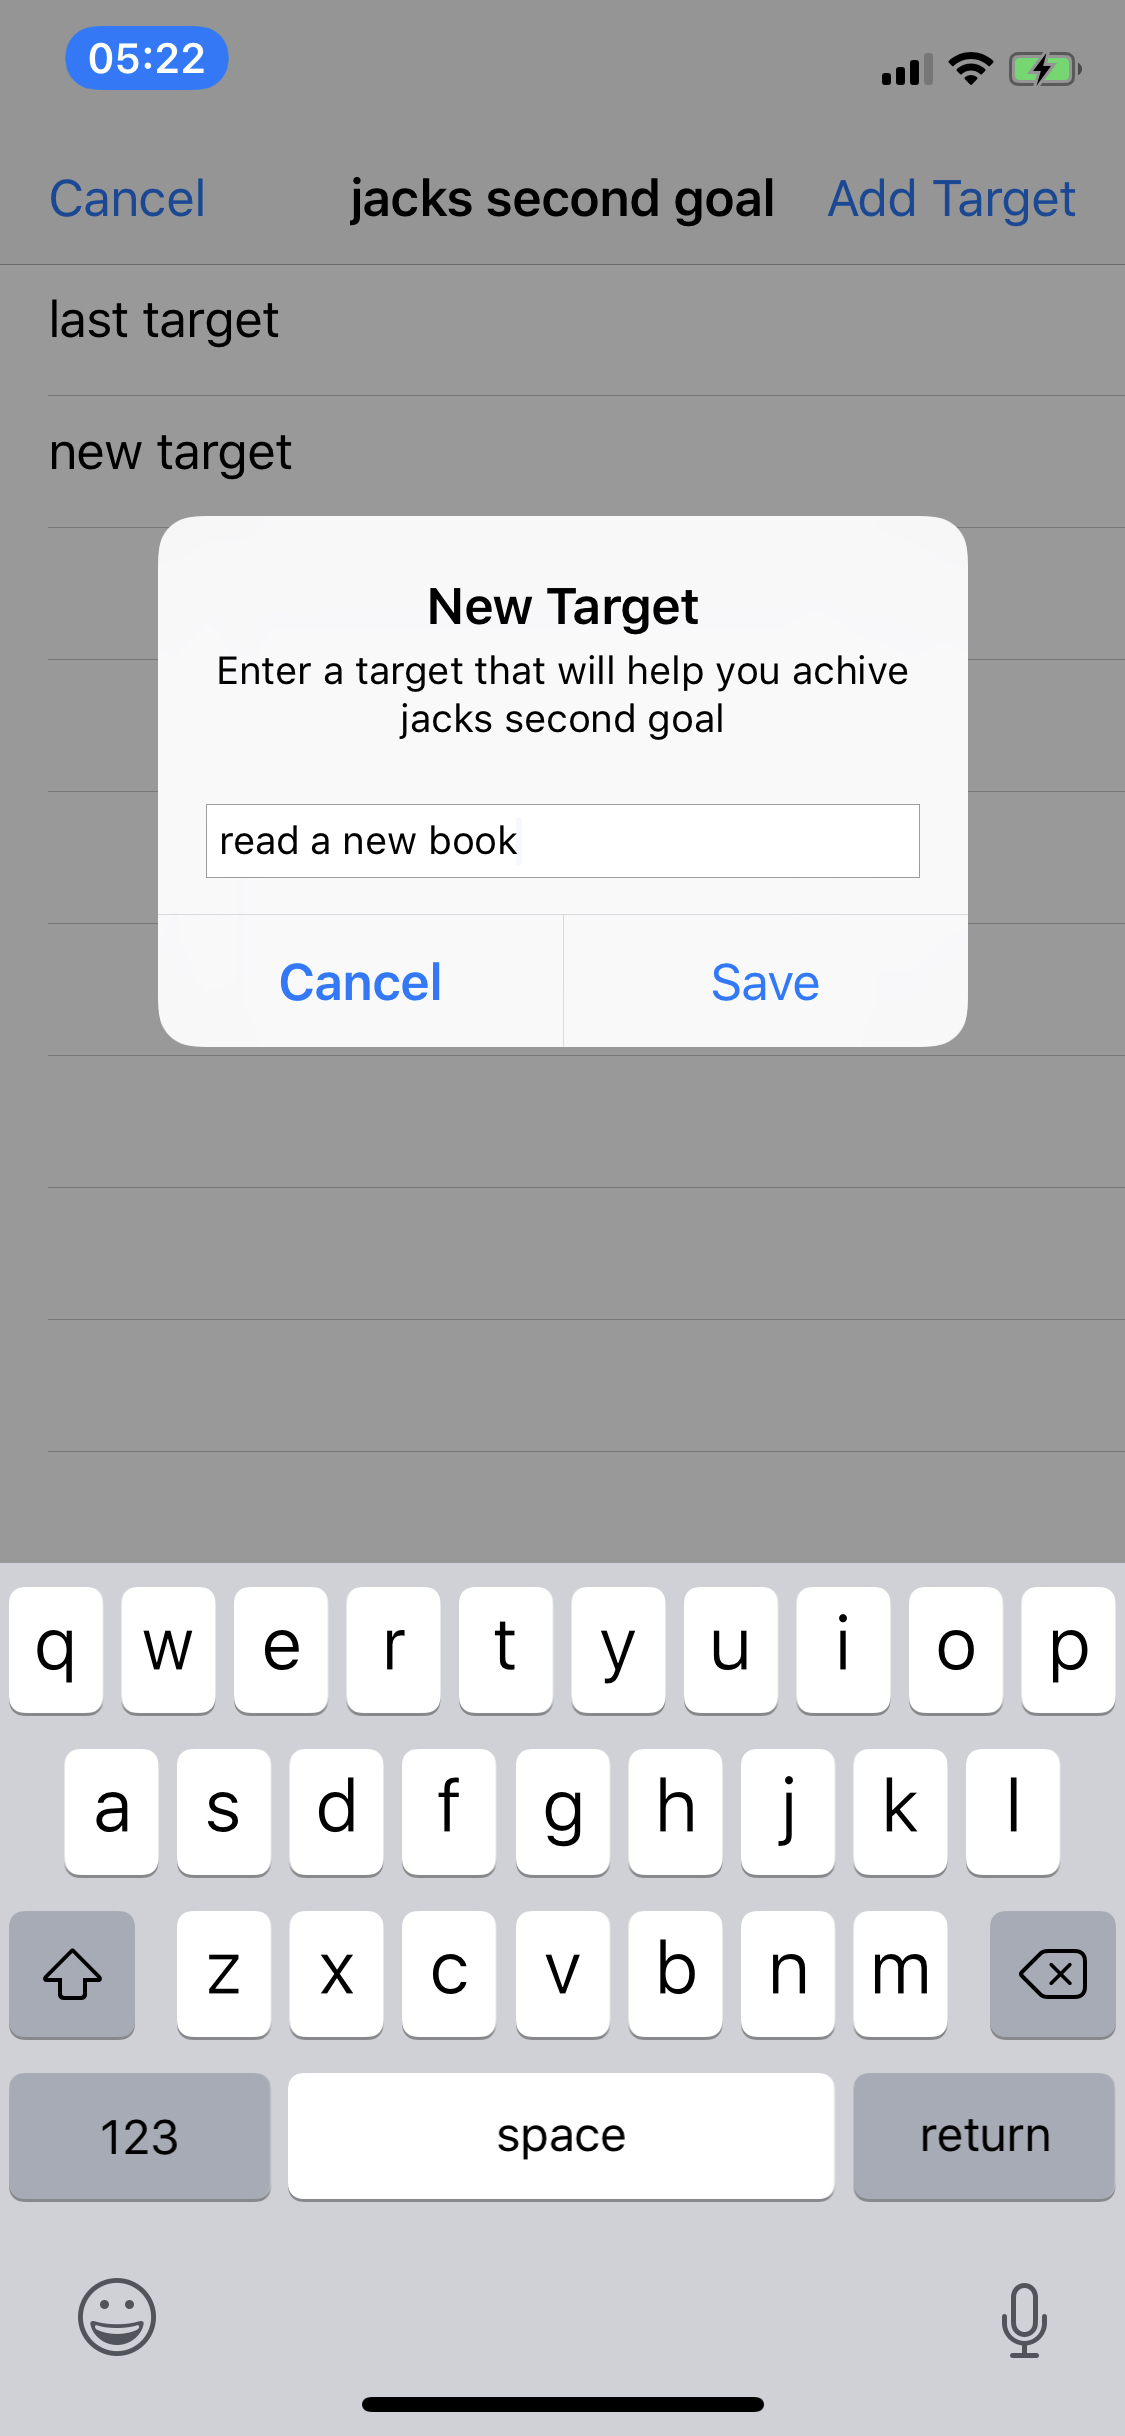 05:22
Cancel jacks second goal Add Target
last target
new target
New Target
Enter a target that will help you achive
jacks second goal
read a new book
Cancel Save
q w e r t y u i o p
a s d f g h j k l
z x c v b n m
123 space return